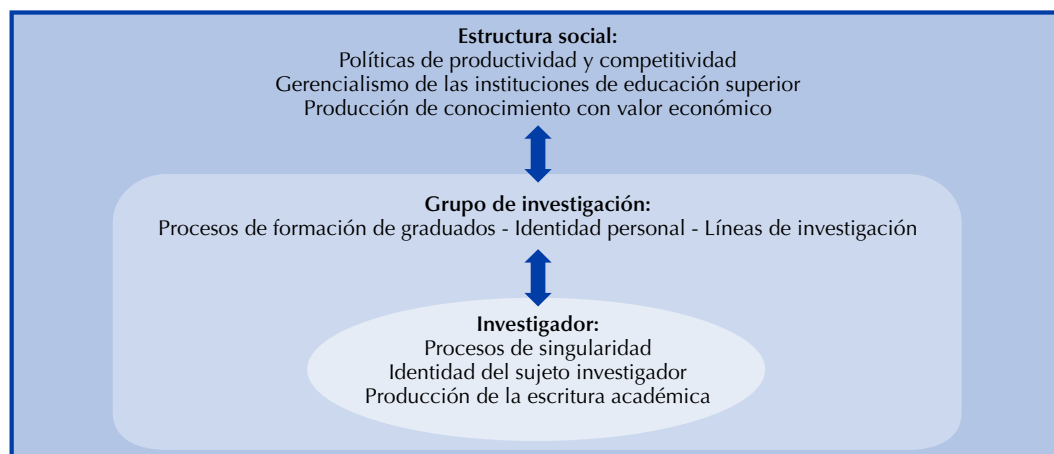 Estructura social:
Políticas de productividad y competitividad
Gerencialismo de las instituciones de educación superior
Producción de conocimiento con valor económico
Grupo de investigación:
Procesos de formación de graduados - Identidad personal - Líneas de investigación
Investigador:
Procesos de singularidad
Identidad del sujeto investigador
Producción de la escritura académica